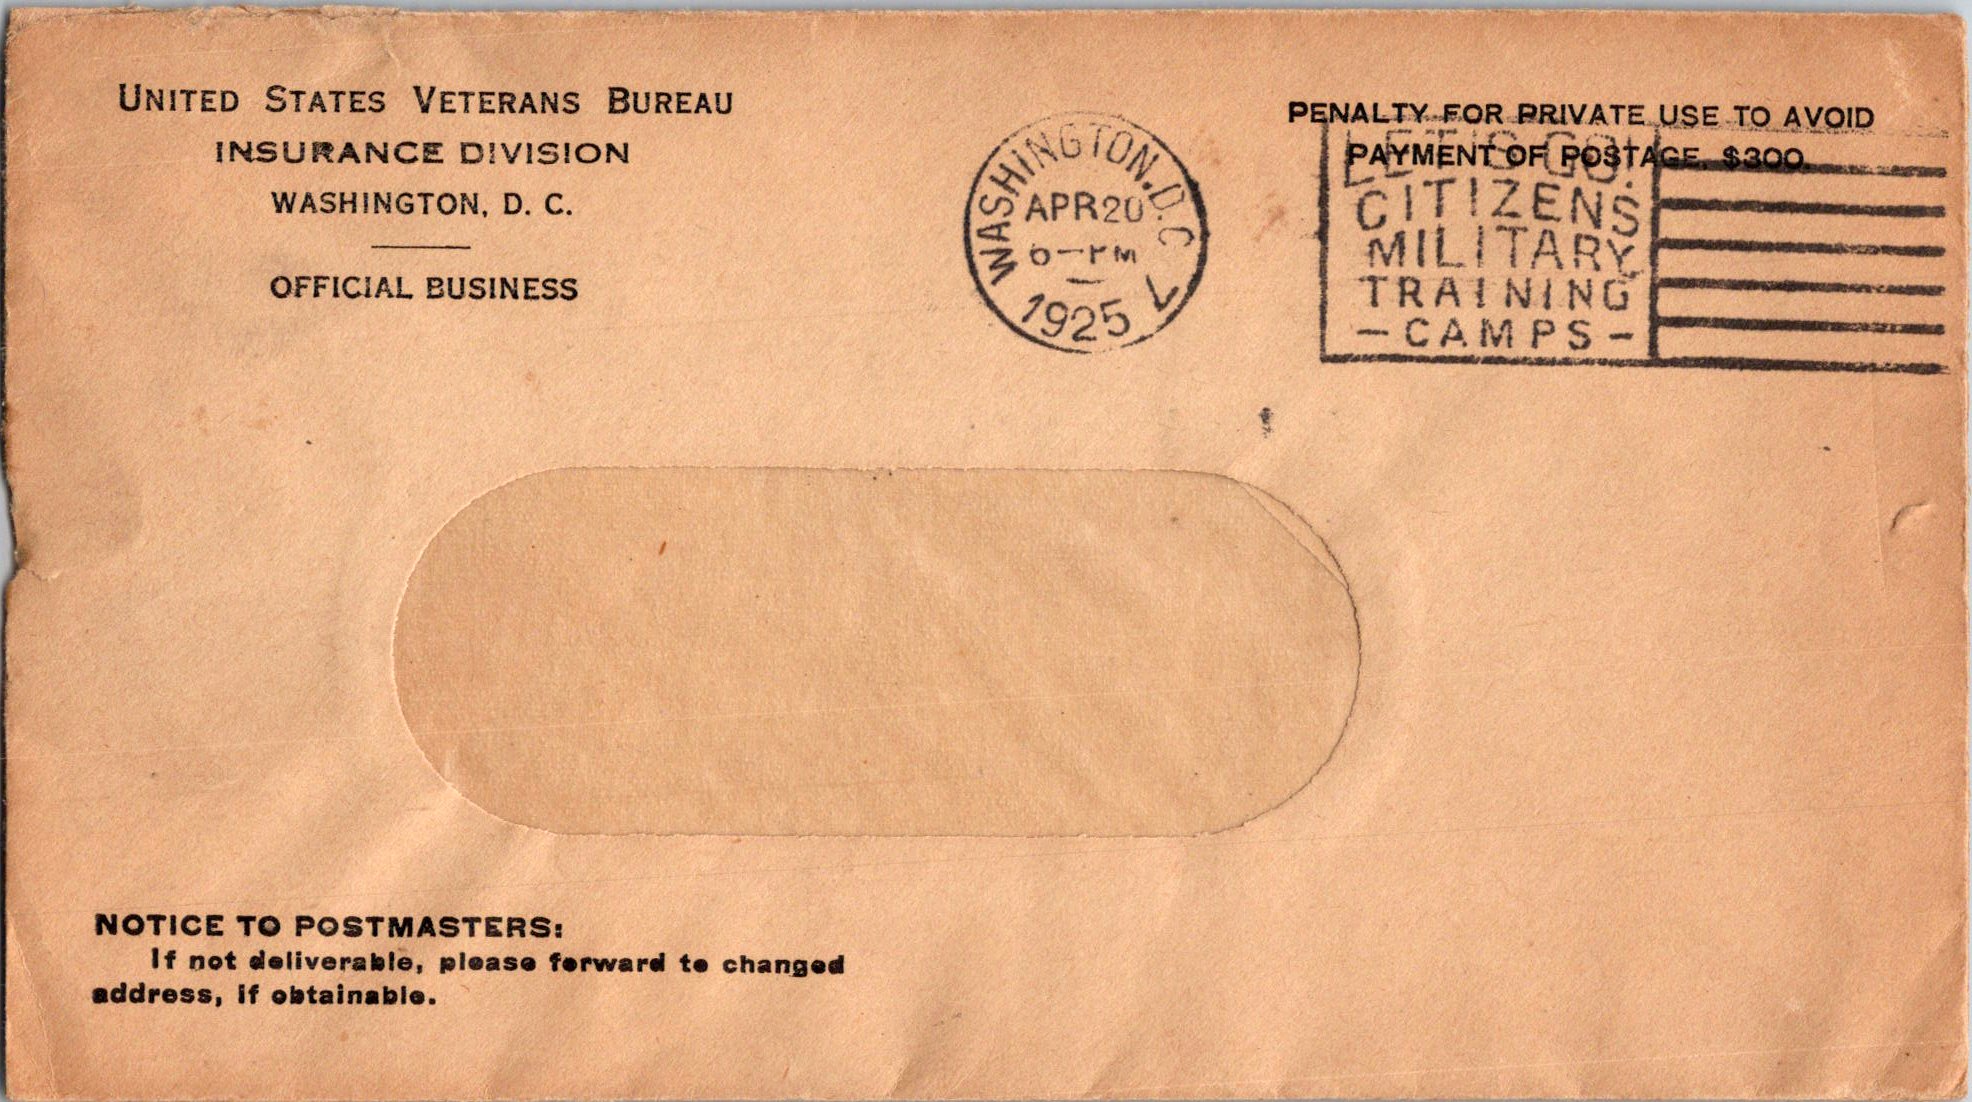 UNITED STATES VETERANS BUREAU
INSURANCE DIVISION
WASHINGTON, D. C.
OFFICIAL BUSINESS
WASHINGTON, D.C.
APR 20
6-PM
1925
PENALTY FOR PRIVATE USE TO AVOID
PAYMENT OF POSTAGE, $300.
LET'S GO!
CITIZENS
MILITARY
TRAINING
- CAMPS -
NOTICE TO POSTMASTERS:
If not deliverable, please forward to changed
address, if obtainable.